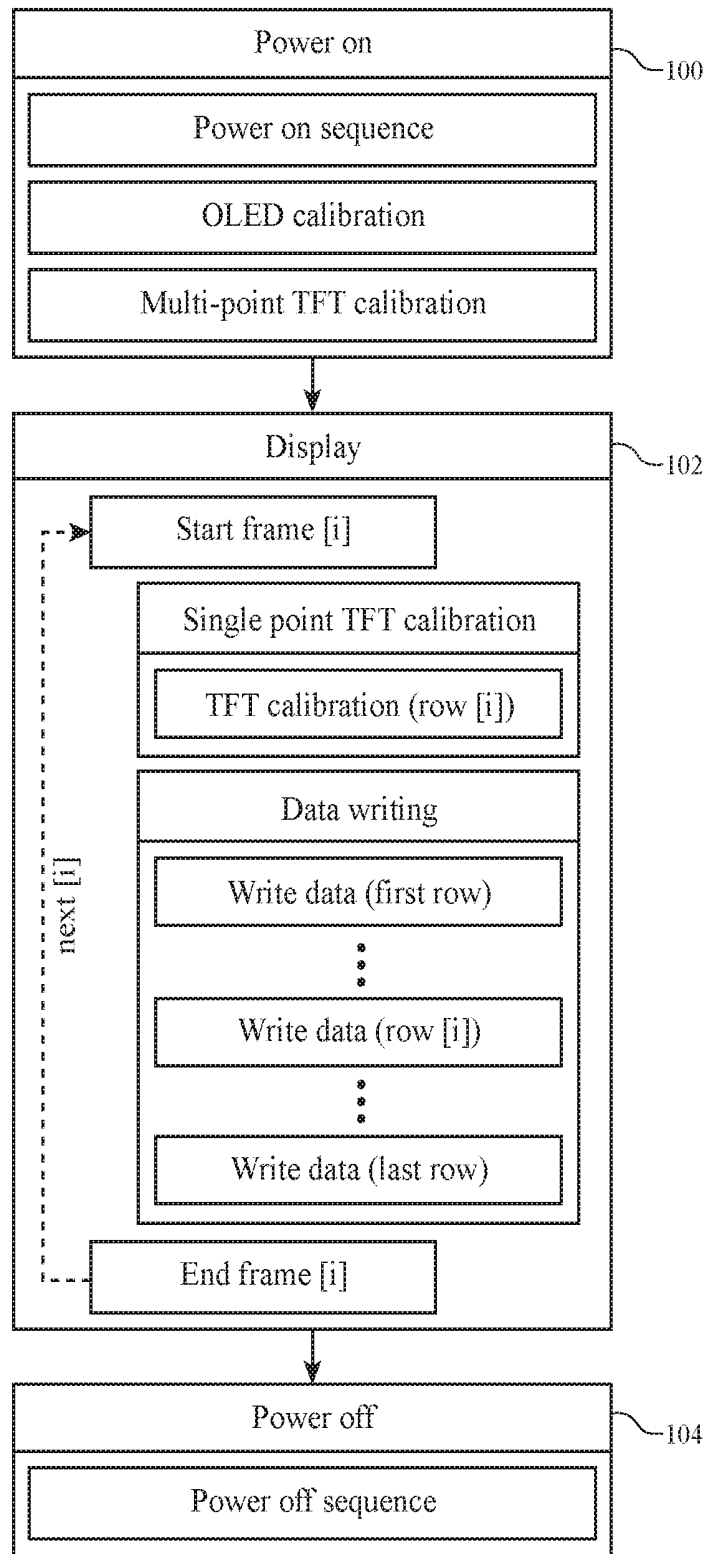 Power on
100
Power on sequence
OLED calibration
Multi-point TFT calibration
Display
102
Start frame [i]
Single point TFT calibration
TFT calibration (row [i])
Data writing
next [i]
Write data (first row)
Write data (row [i])
Write data (last row)
End frame [i]
Power off
104
Power off sequence